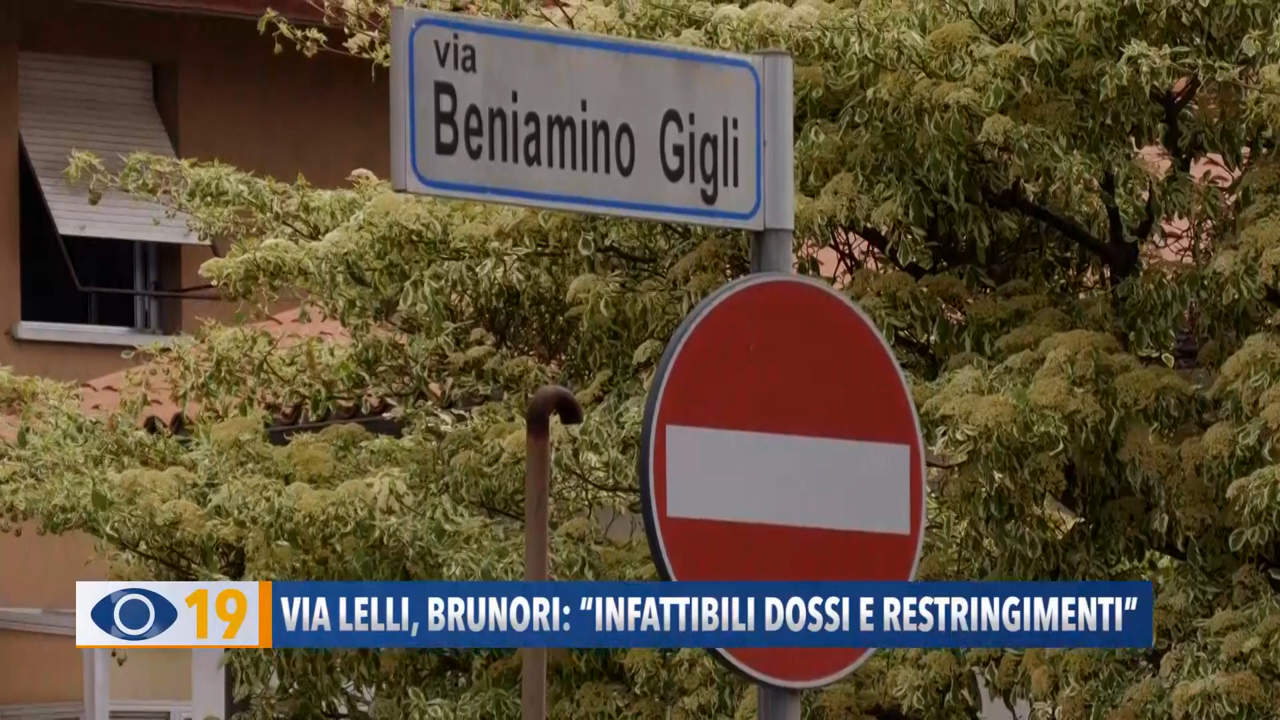 via
Beniamino Gigli
19
VIA LELLI, BRUNORI: “INFATTIBILI DOSSI E RESTRINGIMENTI”